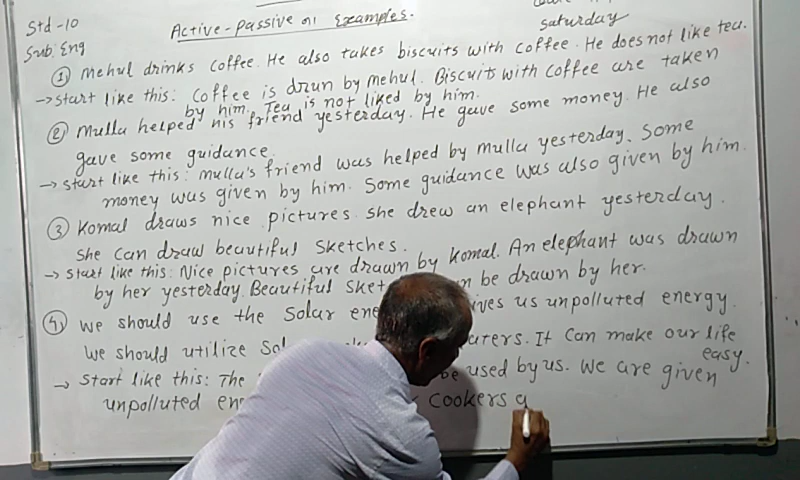 Std-10
Sub. Eng
Active-passive Examples.
Saturday
① Mehul drinks coffee. He also takes biscuits with coffee. He does not like tea.
→ Start like this: Coffee is drun by Mehul. Biscuits with coffee are taken
by him. Tea is not liked by him.
② Mulla helped his friend yesterday. He gave some money. He also
gave some guidance.
→ Start like this: Mulla's friend was helped by Mulla yesterday. Some
money was given by him. Some guidance was also given by him.
③ Komal draws nice pictures. She drew an elephant yesterday.
She can draw beautiful sketches.
→ Start like this: Nice pictures are drawn by Komal. An elephant was drawn
by her yesterday. Beautiful be drawn by her.
④ We should use the Solar us unpolluted energy.
We should utilize It can make our life
easy.
→ Start like this: The be used by us. We are given
unpolluted cookers